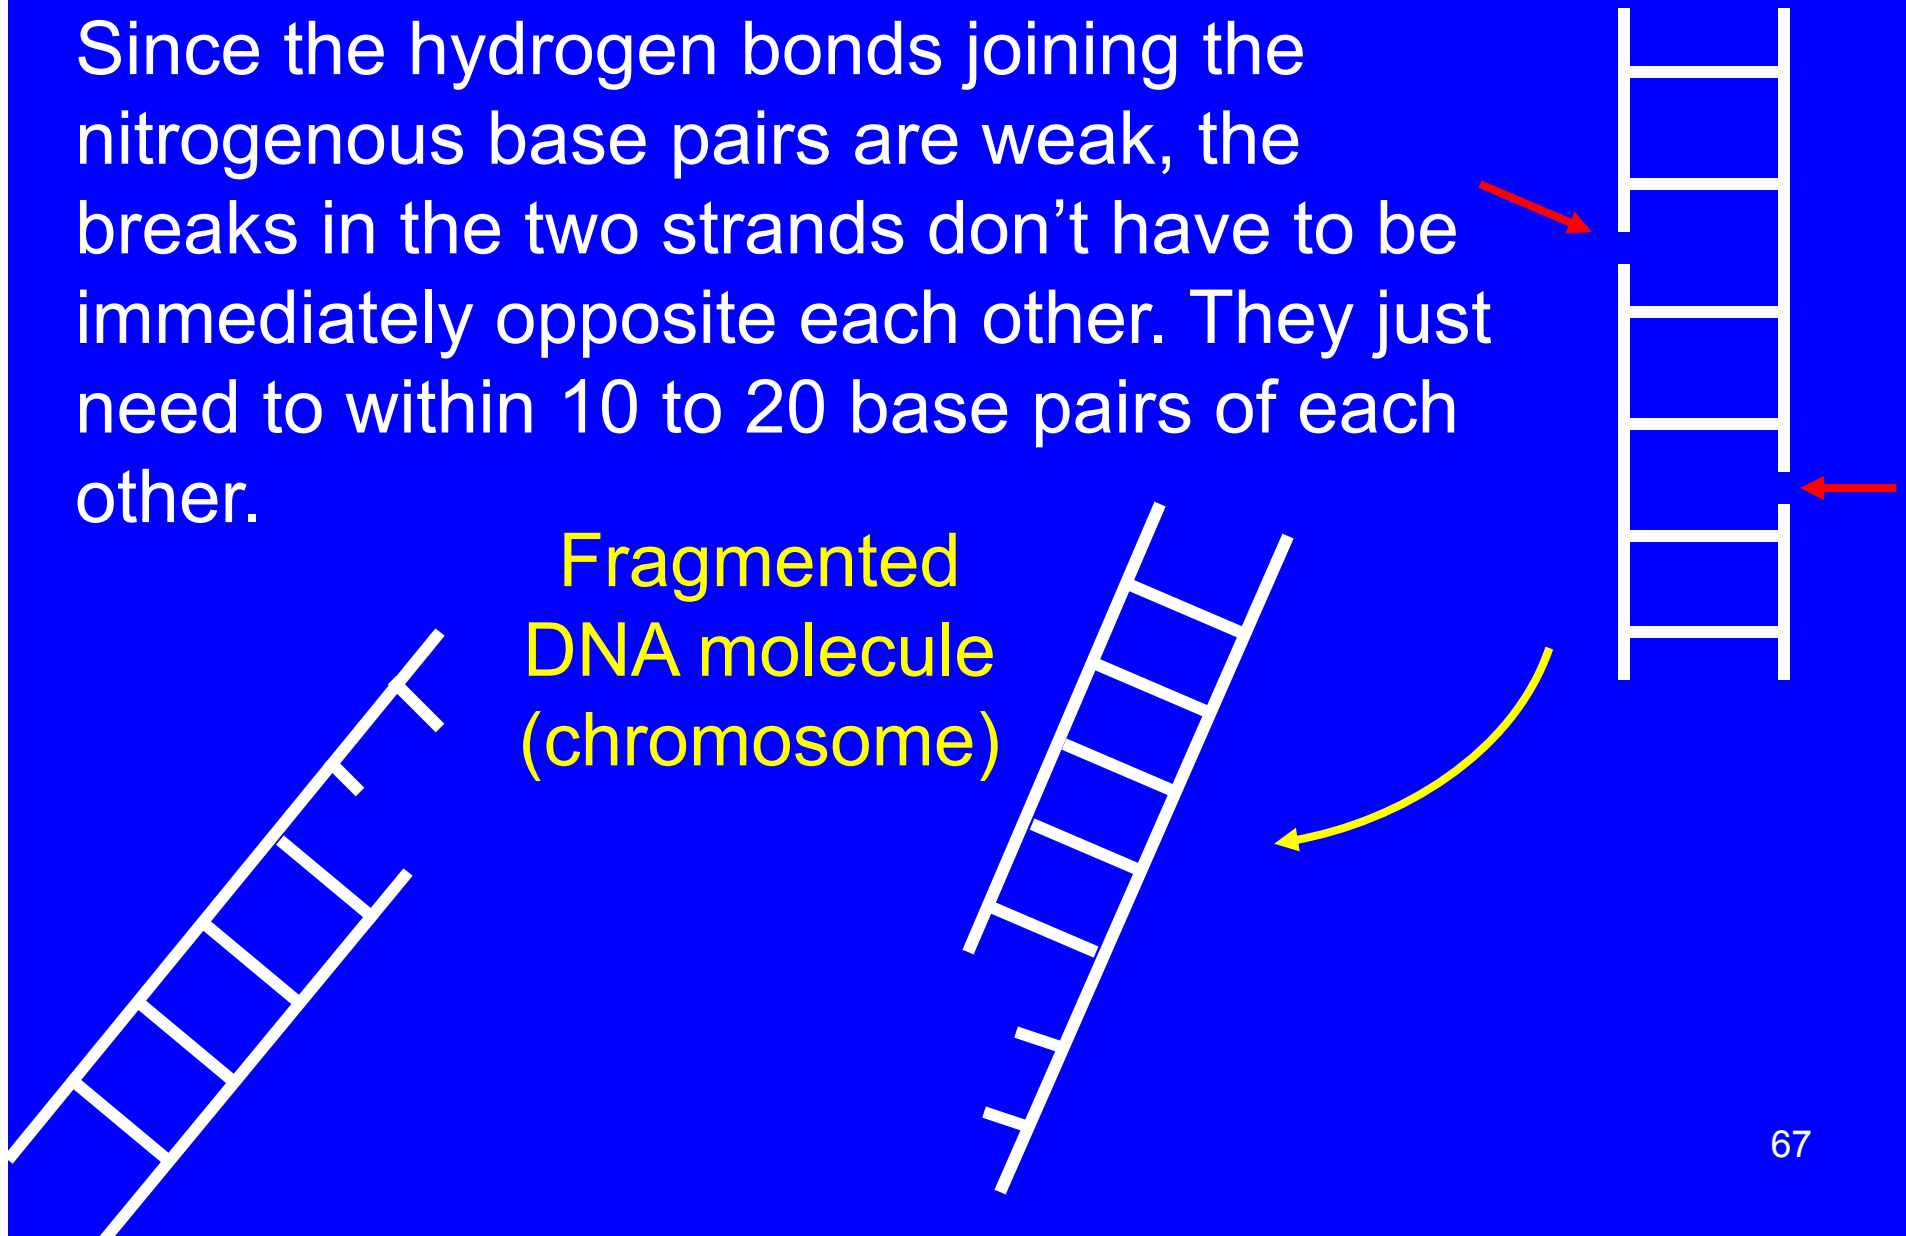 Since the hydrogen bonds joining the
nitrogenous base pairs are weak, the
breaks in the two strands don’t have to be
immediately opposite each other. They just
need to within 10 to 20 base pairs of each
other.
Fragmented
DNA molecule
(chromosome)
67